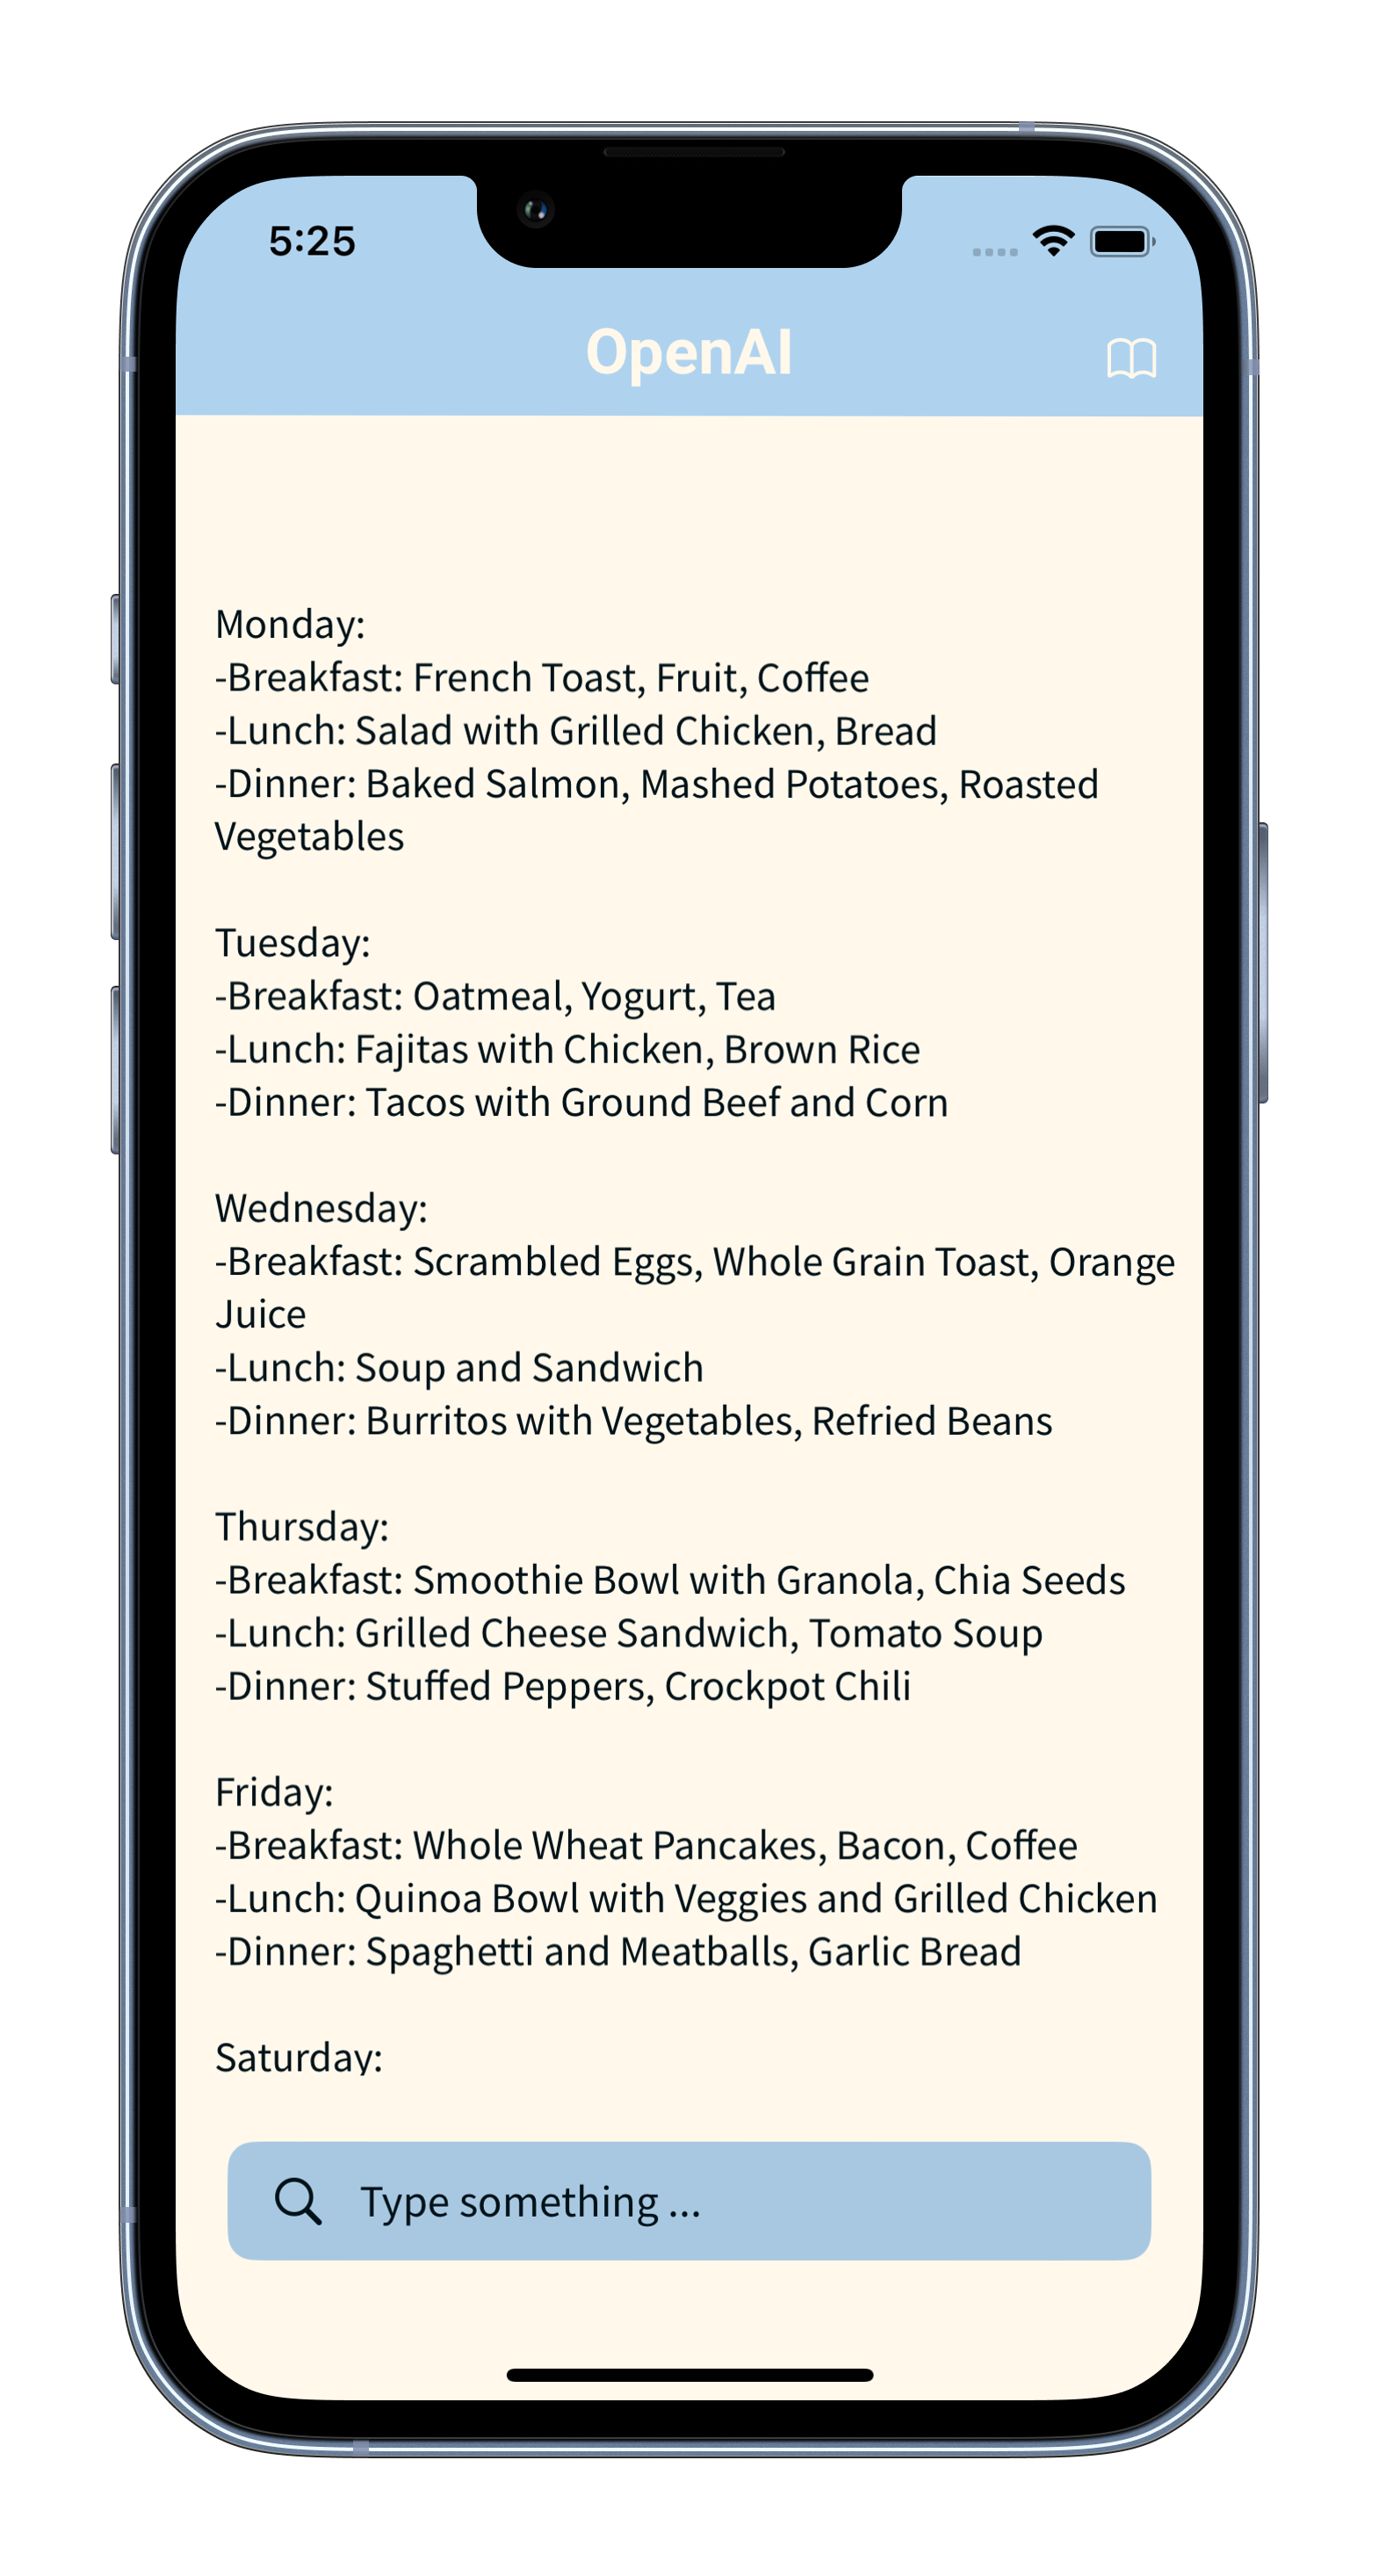 5:25
OpenAI
Monday:
-Breakfast: French Toast, Fruit, Coffee
-Lunch: Salad with Grilled Chicken, Bread
-Dinner: Baked Salmon, Mashed Potatoes, Roasted
Vegetables
Tuesday:
-Breakfast: Oatmeal, Yogurt, Tea
-Lunch: Fajitas with Chicken, Brown Rice
-Dinner: Tacos with Ground Beef and Corn
Wednesday:
-Breakfast: Scrambled Eggs, Whole Grain Toast, Orange
Juice
-Lunch: Soup and Sandwich
-Dinner: Burritos with Vegetables, Refried Beans
Thursday:
-Breakfast: Smoothie Bowl with Granola, Chia Seeds
-Lunch: Grilled Cheese Sandwich, Tomato Soup
-Dinner: Stuffed Peppers, Crockpot Chili
Friday:
-Breakfast: Whole Wheat Pancakes, Bacon, Coffee
-Lunch: Quinoa Bowl with Veggies and Grilled Chicken
-Dinner: Spaghetti and Meatballs, Garlic Bread
Saturday:
Type something ...